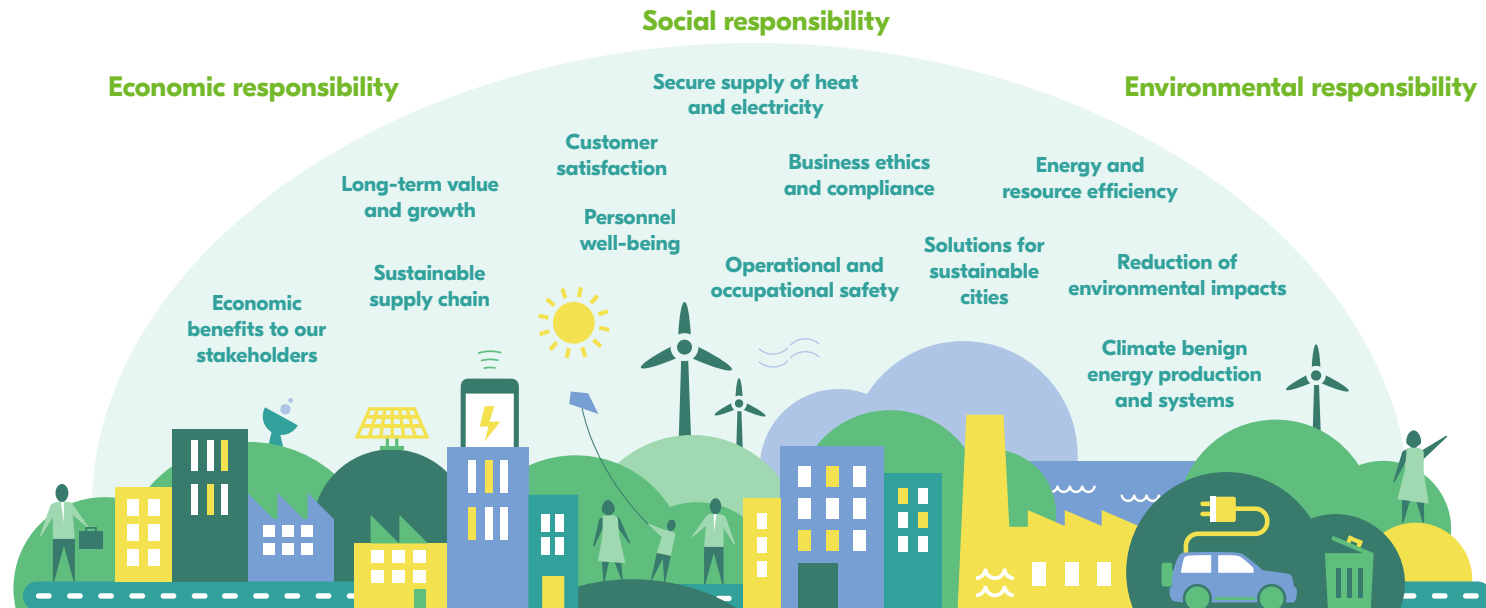 Social responsibility
Economic responsibility
Environmental responsibility
Secure supply of heat
and electricity
Customer
satisfaction
Business ethics
and compliance
Energy and
resource efficiency
Long-term value
and growth
Personnel
well-being
Solutions for
sustainable
cities
Operational and
occupational safety
Reduction of
environmental impacts
Sustainable
supply chain
Economic
benefits to our
stakeholders
Climate benign
energy production
and systems